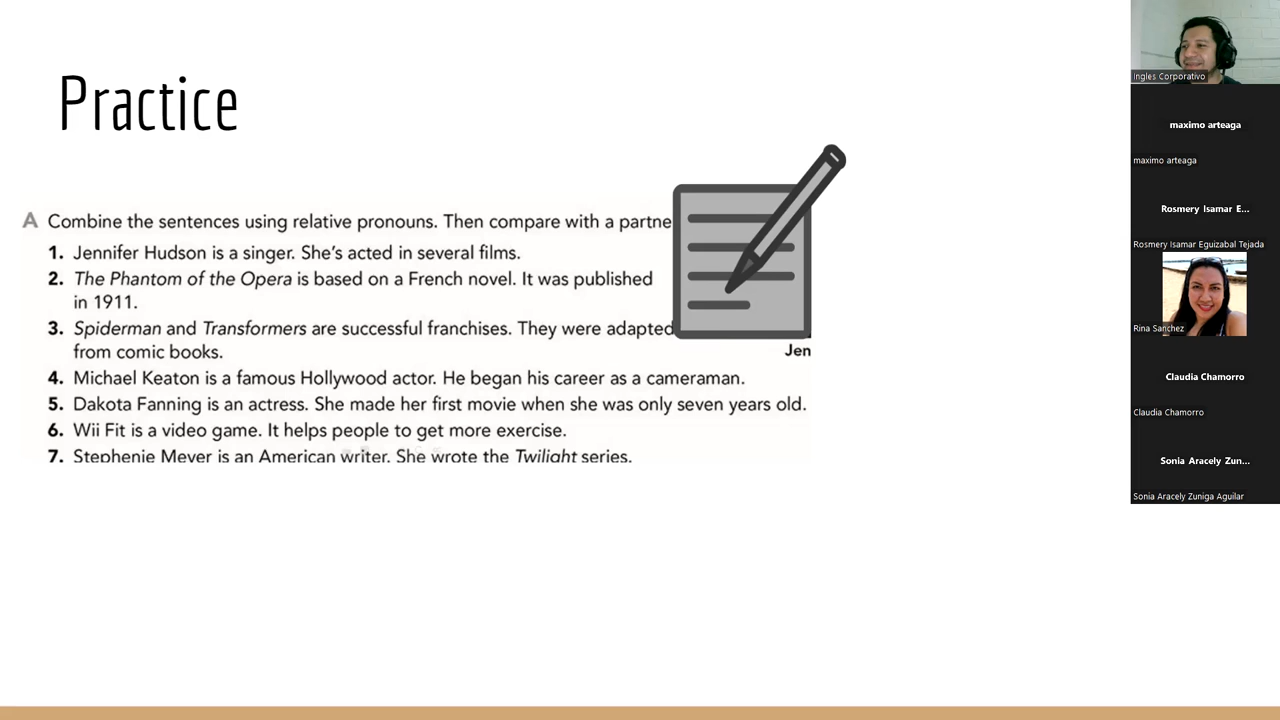 Practice
A Combine the sentences using relative pronouns. Then compare with a partne
1. Jennifer Hudson is a singer. She's acted in several films.
2. The Phantom of the Opera is based on a French novel. It was published
in 1911.
3. Spiderman and Transformers are successful franchises. They were adapted
from comic books.
Jen
4. Michael Keaton is a famous Hollywood actor. He began his career as a cameraman.
5. Dakota Fanning is an actress. She made her first movie when she was only seven years old.
6. Wii Fit is a video game. It helps people to get more exercise.
7. Stephenie Meyer is an American writer. She wrote the Twilight series.
Ingles Corporativo
maximo arteaga
maximo arteaga
Rosmery Isamar E...
Rosmery Isamar Eguizabal Tejada
Rina Sanchez
Claudia Chamorro
Claudia Chamorro
Sonia Aracely Zun...
Sonia Aracely Zuniga Aguilar